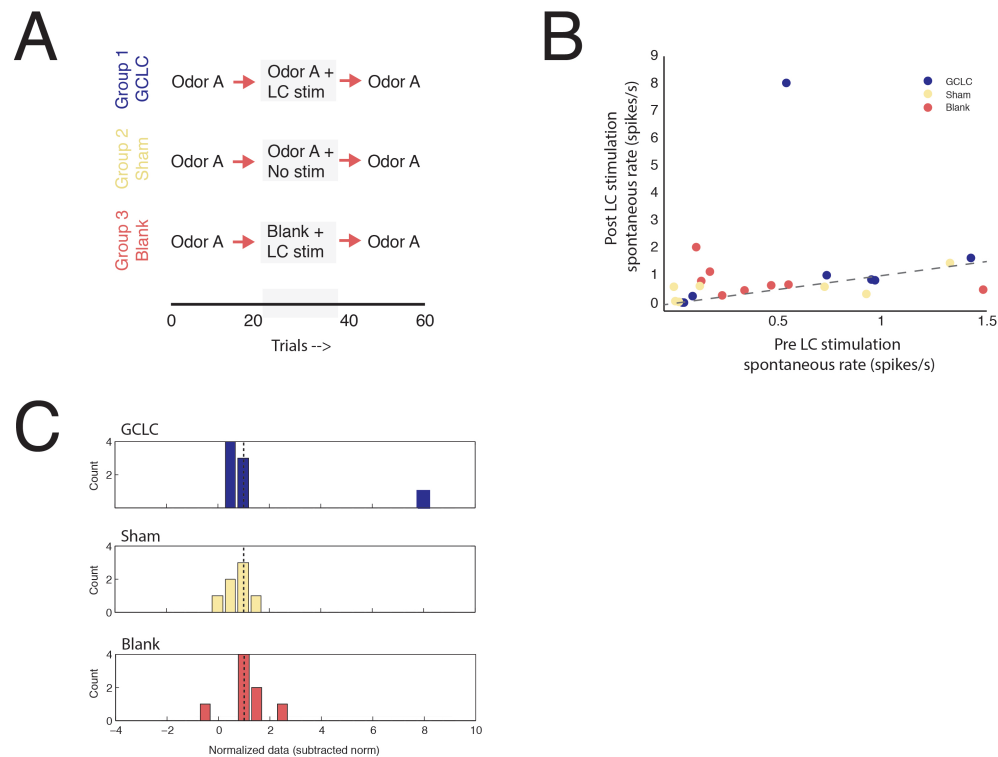 A
Group 1
GCLC
Odor A
Odor A +
LC stim
Odor A
Group 2
Sham
Odor A
Odor A +
No stim
Odor A
Group 3
Blank
Odor A
Blank +
LC stim
Odor A
0
20
40
60
Trials -->
B
Post LC stimulation
spontaneous rate (spikes/s)
9
8
7
6
5
4
3
2
1
0
GCLC
Sham
Blank
0.5
1
1.5
Pre LC stimulation
spontaneous rate (spikes/s)
C
GCLC
Count
4
2
Sham
Count
4
2
0
Blank
Count
4
2
0
−4
−2
0
2
4
6
8
10
Normalized data (subtracted norm)